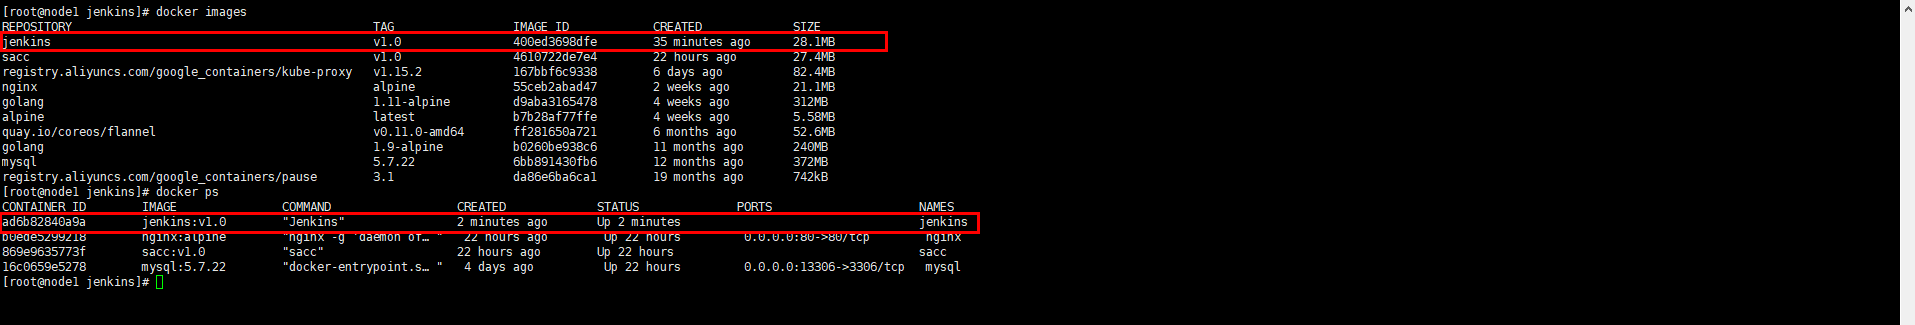 [root@node1 jenkins]# docker images
REPOSITORY TAG IMAGE ID CREATED SIZE
jenkins v1.0 400ed3698dfe 35 minutes ago 28.1MB
sacc v1.0 4610722de7e4 22 hours ago 27.4MB
registry.aliyuncs.com/google_containers/kube-proxy v1.15.2 167bbf6c9338 6 days ago 82.4MB
nginx alpine 55ceb2abad47 2 weeks ago 21.1MB
golang 1.11-alpine d9aba3165478 4 weeks ago 312MB
alpine latest b7b28af77ffe 4 weeks ago 5.58MB
quay.io/coreos/flannel v0.11.0-amd64 ff281650a721 6 months ago 52.6MB
golang 1.9-alpine b0260be938c6 11 months ago 240MB
mysql 5.7.22 6bb891430fb6 12 months ago 372MB
registry.aliyuncs.com/google_containers/pause 3.1 da86e6ba6ca1 19 months ago 742kB
[root@node1 jenkins]# docker ps
CONTAINER ID IMAGE COMMAND CREATED STATUS PORTS NAMES
ad6b82840a9a jenkins:v1.0 "Jenkins" 2 minutes ago Up 2 minutes jenkins
b0ede5299218 nginx:alpine "nginx -g 'daemon of… " 22 hours ago Up 22 hours 0.0.0.0:80->80/tcp nginx
869e9635773f sacc:v1.0 "sacc" 22 hours ago Up 22 hours sacc
16c0659e5278 mysql:5.7.22 "docker-entrypoint.s… " 4 days ago Up 22 hours 0.0.0.0:13306->3306/tcp mysql
[root@node1 jenkins]#